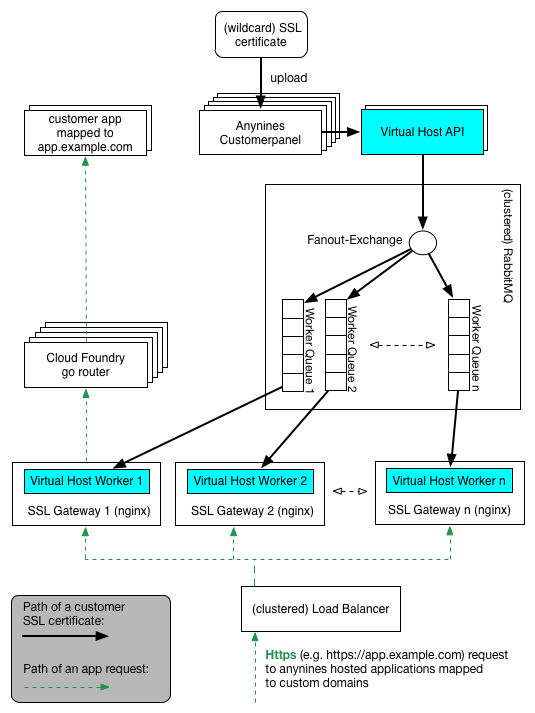 (wildcard) SSL
certificate
upload
customer app
mapped to
app.example.com
Anynines
Customerpanel
Virtual Host API
(clustered) RabbitMQ
Fanout-Exchange
Worker Queue 1
Worker Queue 2
Worker Queue n
Cloud Foundry
go router
Virtual Host Worker 1
SSL Gateway 1 (nginx)
Virtual Host Worker 2
SSL Gateway 2 (nginx)
Virtual Host Worker n
SSL Gateway n (nginx)
(clustered) Load Balancer
Path of a customer
SSL certificate:
Path of an app request:
Https (e.g. https://app.example.com) request
to anynines hosted applications mapped
to custom domains